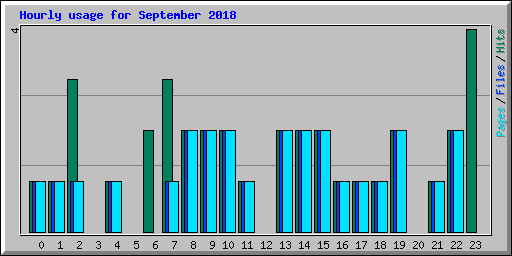 Hourly usage for September 2018
4
Pages/Files/Hits
0 1 2 3 4 5 6 7 8 9 10 11 12 13 14 15 16 17 18 19 20 21 22 23